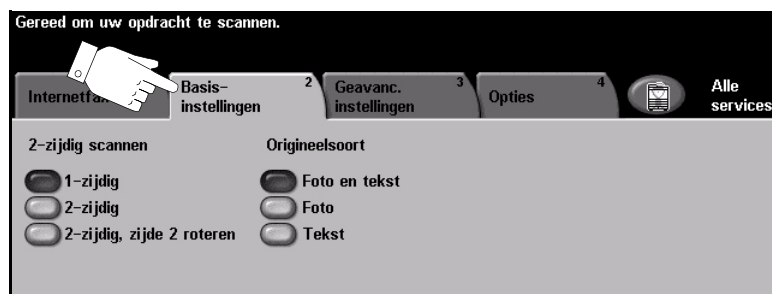 Gereed om uw opdracht te scannen.
Basis- 2 Geavanc. 3 Opties 4 Alle
instellingen instellingen services
2-zijdig scannen Origineelsoort
1-zijdig Foto en tekst
2-zijdig Foto
2-zijdig, zijde 2 roteren Tekst